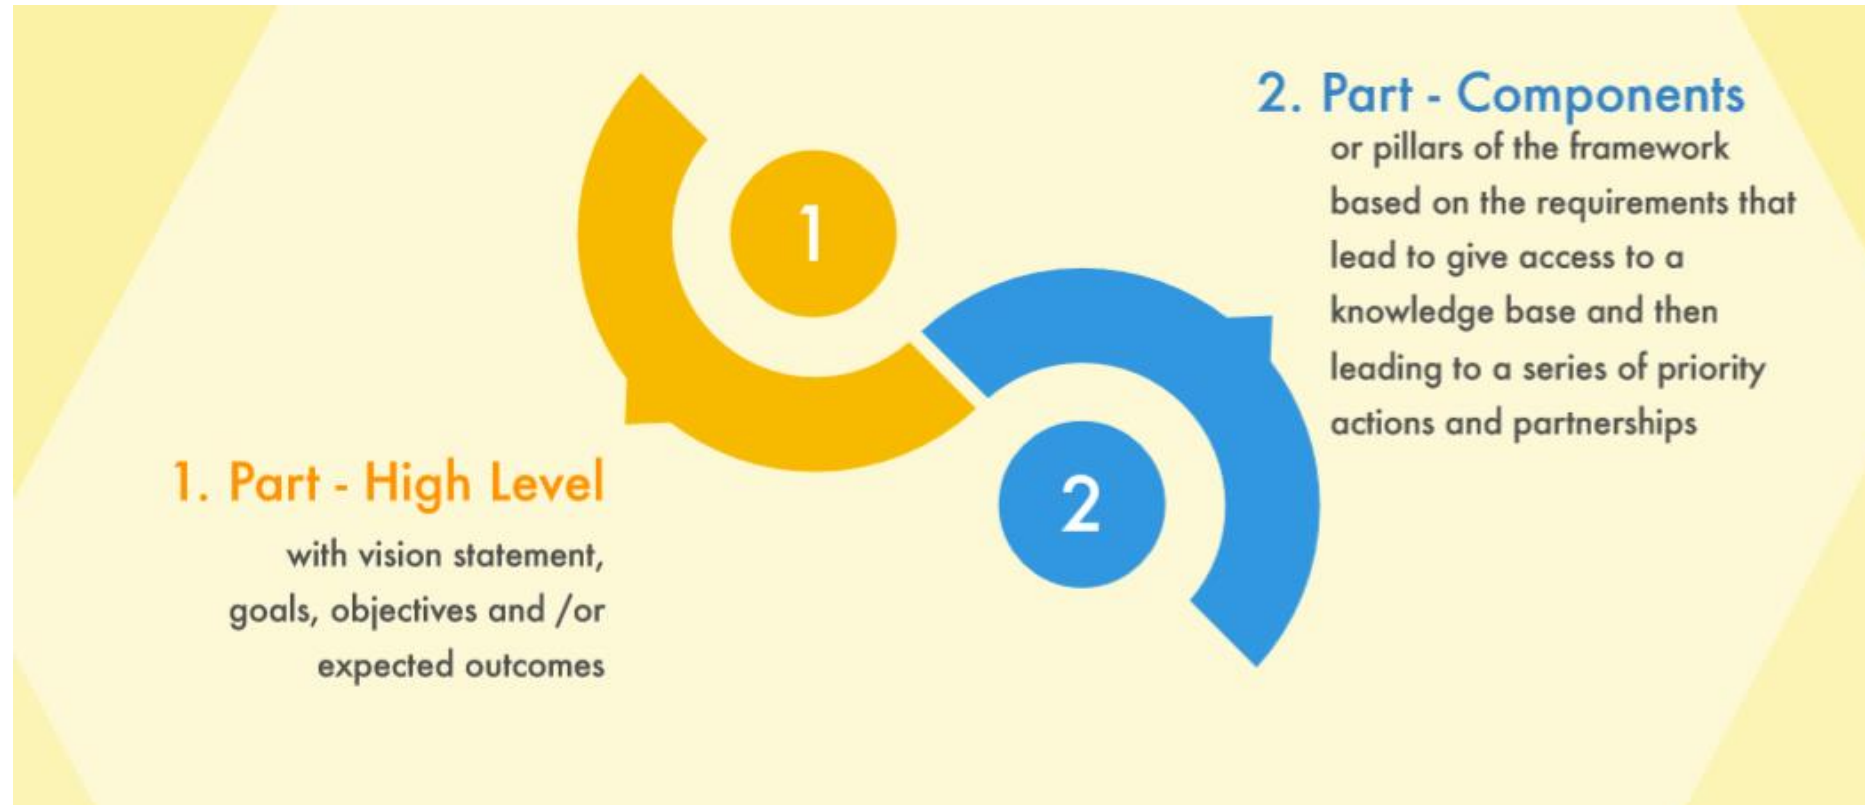 1
2
1. Part - High Level
with vision statement,
goals, objectives and /or
expected outcomes
2. Part - Components
or pillars of the framework
based on the requirements that
lead to give access to a
knowledge base and then
leading to a series of priority
actions and partnerships